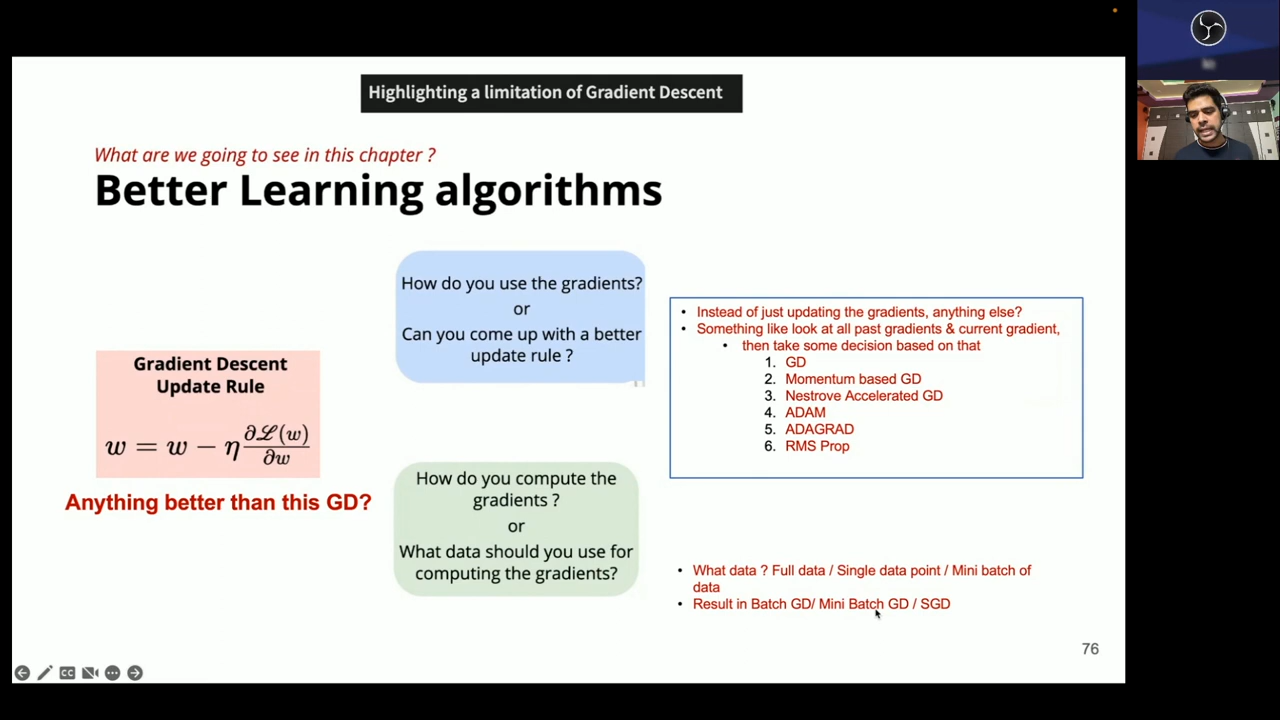 Highlighting a limitation of Gradient Descent
What are we going to see in this chapter ?
Better Learning algorithms
How do you use the gradients?
or
Can you come up with a better
update rule ?
Gradient Descent
Update Rule
w = w − η ∂ℒ(w)/∂w
Anything better than this GD?
How do you compute the
gradients ?
or
What data should you use for
computing the gradients?
• Instead of just updating the gradients, anything else?
• Something like look at all past gradients & current gradient,
• then take some decision based on that
1. GD
2. Momentum based GD
3. Nestrove Accelerated GD
4. ADAM
5. ADAGRAD
6. RMS Prop
• What data ? Full data / Single data point / Mini batch of
data
• Result in Batch GD/ Mini Batch GD / SGD
76
CC